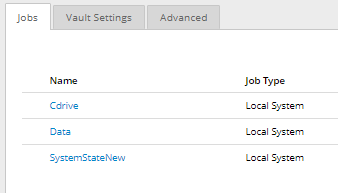 Jobs Vault Settings Advanced
Name Job Type
Cdrive Local System
Data Local System
SystemStateNew Local System